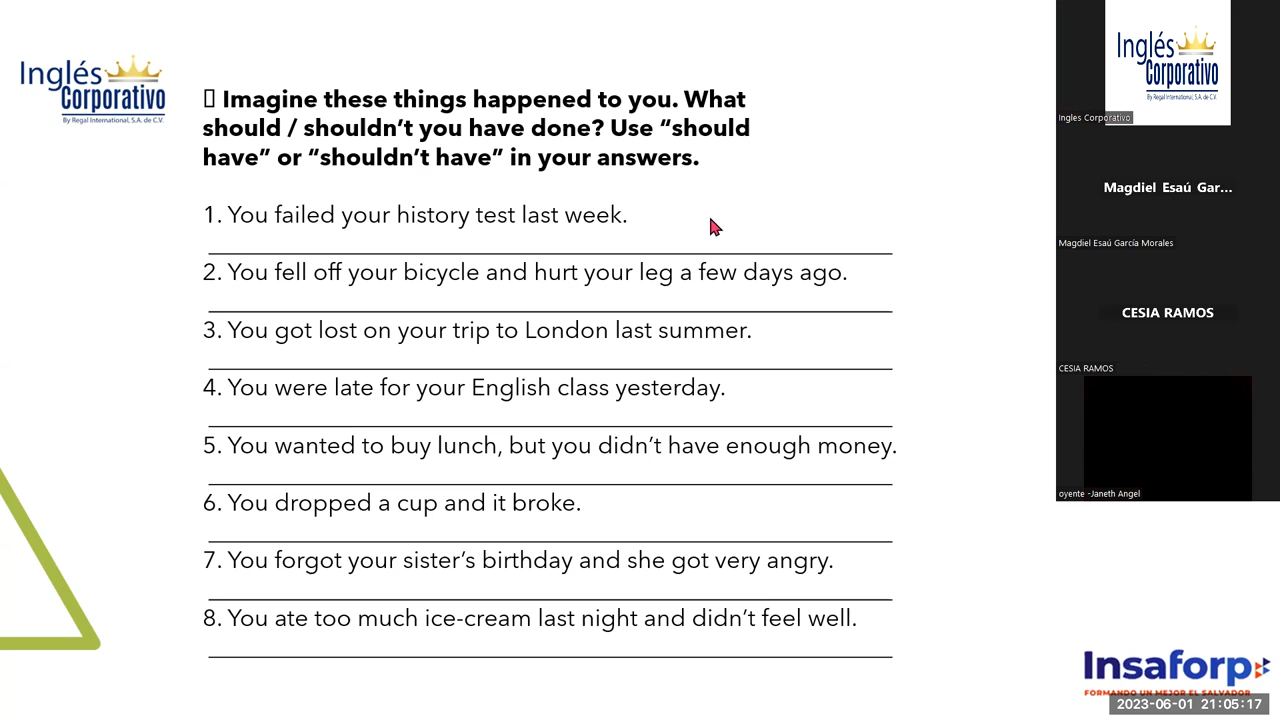 Inglés
Corporativo
By Regal International, S.A. de C.V.
Imagine these things happened to you. What
should / shouldn't you have done? Use “should
have” or “shouldn't have” in your answers.
1. You failed your history test last week.
2. You fell off your bicycle and hurt your leg a few days ago.
3. You got lost on your trip to London last summer.
4. You were late for your English class yesterday.
5. You wanted to buy lunch, but you didn't have enough money.
6. You dropped a cup and it broke.
7. You forgot your sister's birthday and she got very angry.
8. You ate too much ice-cream last night and didn't feel well.
Inglés
Corporativo
By Regal International, S.A. de C.V.
Ingles Corporativo
Magdiel Esaú Gar...
Magdiel Esaú García Morales
CESIA RAMOS
CESIA RAMOS
oyente -Janeth Angel
Insaforp
FORMANDO UN MEJOR EL SALVADOR
2023-06-01 21:05:17